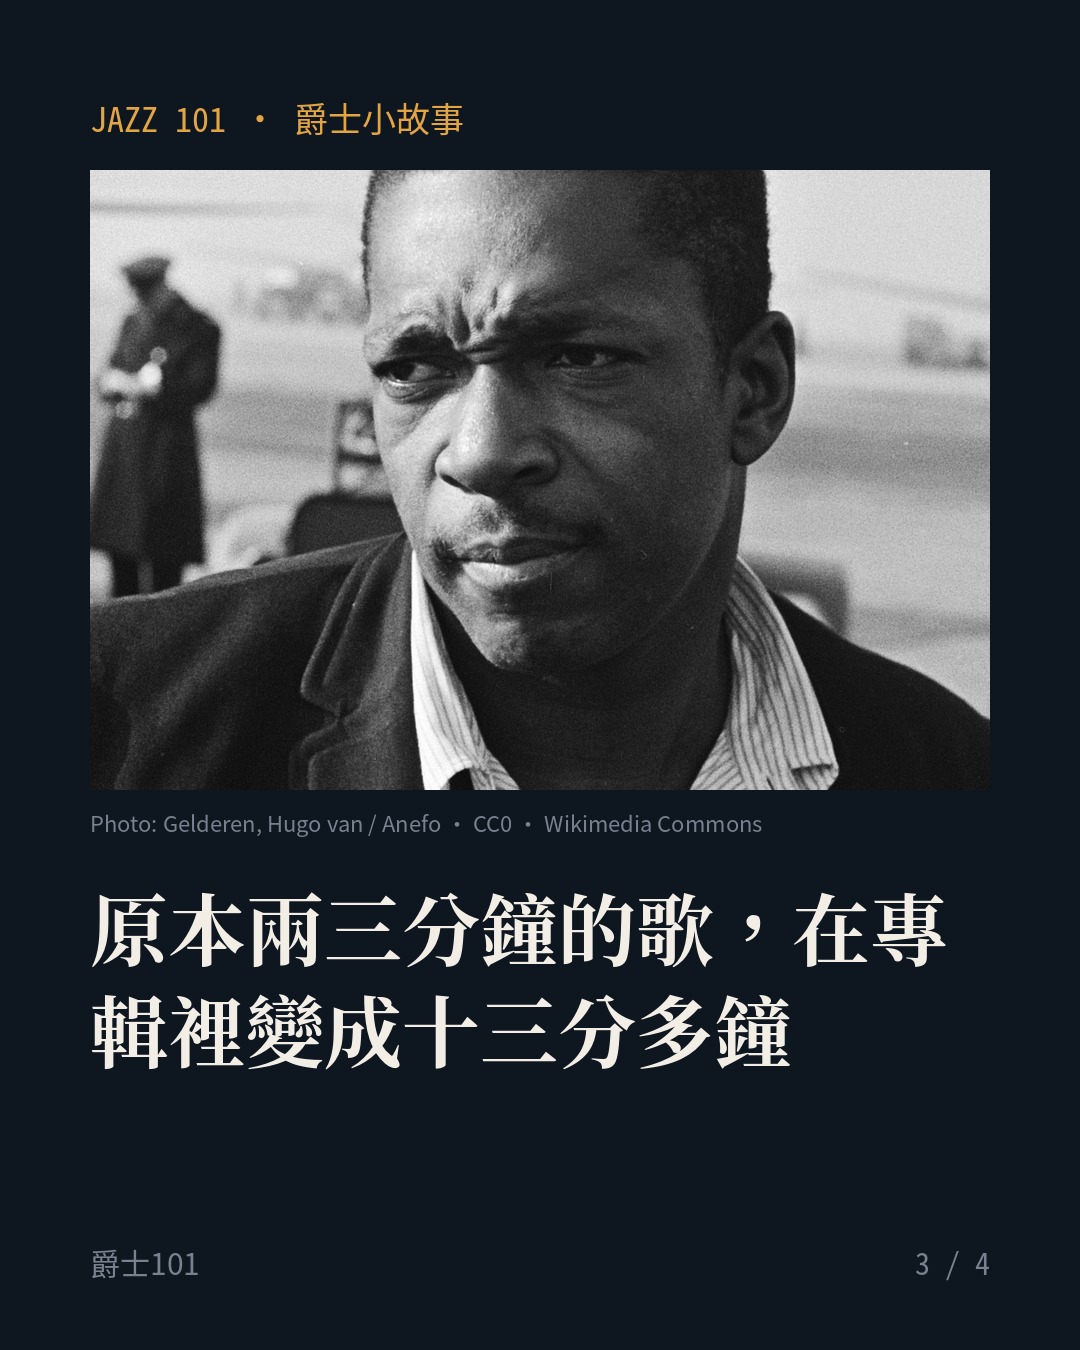 JAZZ 101 · 爵士小故事
Photo: Gelderen, Hugo van / Anefo · CC0 · Wikimedia Commons
原本兩三分鐘的歌，在專
輯裡變成十三分多鐘
爵士101
3 / 4